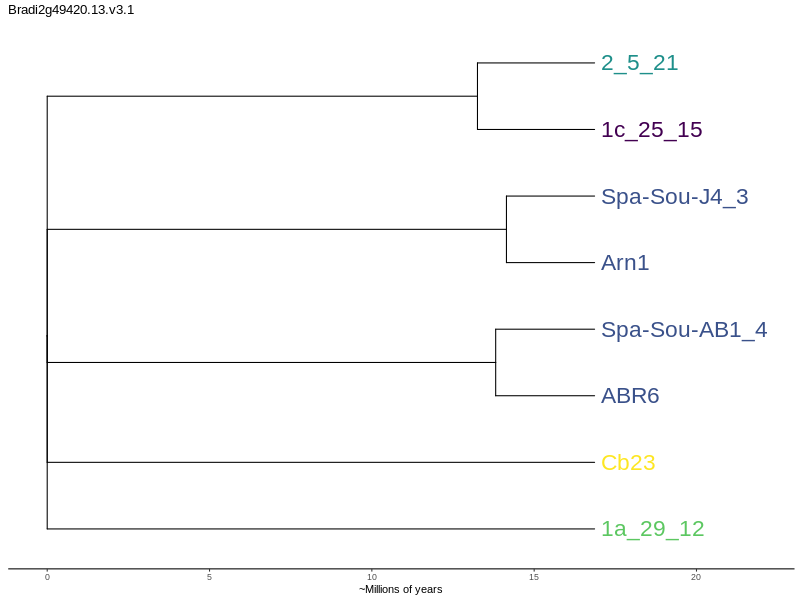 Bradi2g49420.13.v3.1
2_5_21
1c_25_15
Spa-Sou-J4_3
Arn1
Spa-Sou-AB1_4
ABR6
Cb23
1a_29_12
0 5 10 15 20
~Millions of years